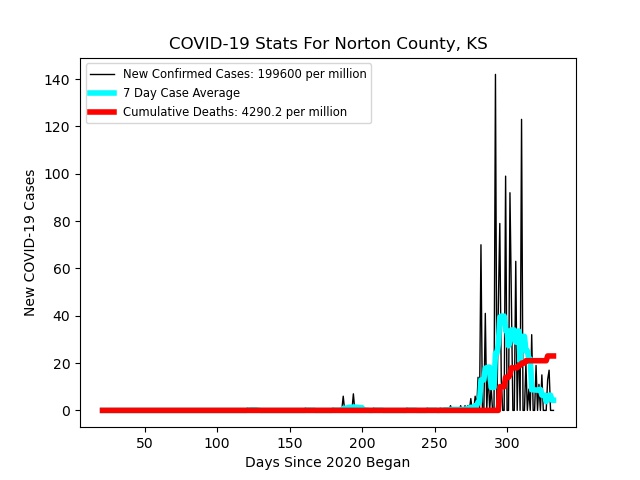 COVID-19 Stats For Norton County, KS
New Confirmed Cases: 199600 per million
7 Day Case Average
Cumulative Deaths: 4290.2 per million
New COVID-19 Cases
140
120
100
80
60
40
20
0
50
100
150
200
250
300
Days Since 2020 Began